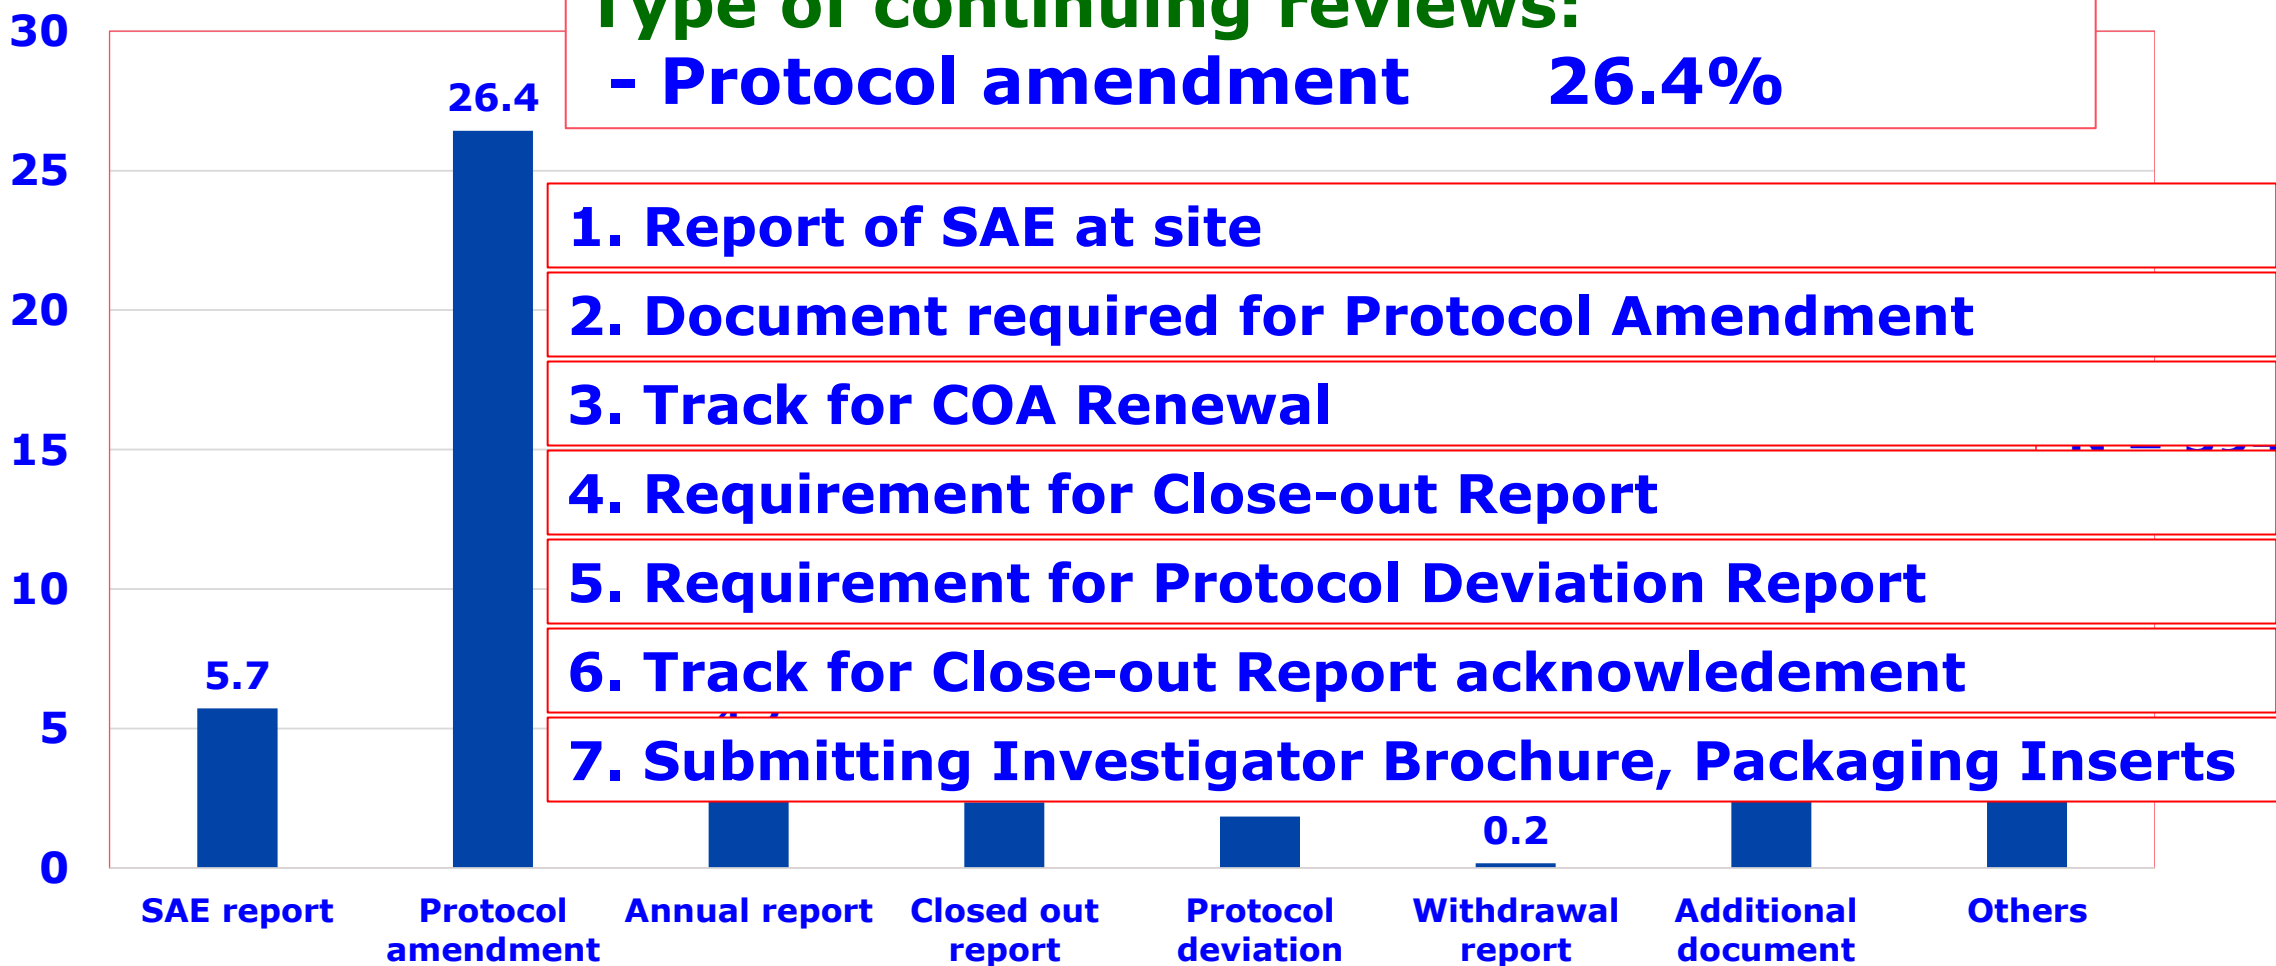 Type of continuing reviews:
- Protocol amendment 26.4%
30
25
20
15
10
5
0
26.4
5.7
0.2
1. Report of SAE at site
2. Document required for Protocol Amendment
3. Track for COA Renewal
4. Requirement for Close-out Report
5. Requirement for Protocol Deviation Report
6. Track for Close-out Report acknowledement
7. Submitting Investigator Brochure, Packaging Inserts
SAE report
Protocol
amendment
Annual report
Closed out
report
Protocol
deviation
Withdrawal
report
Additional
document
Others